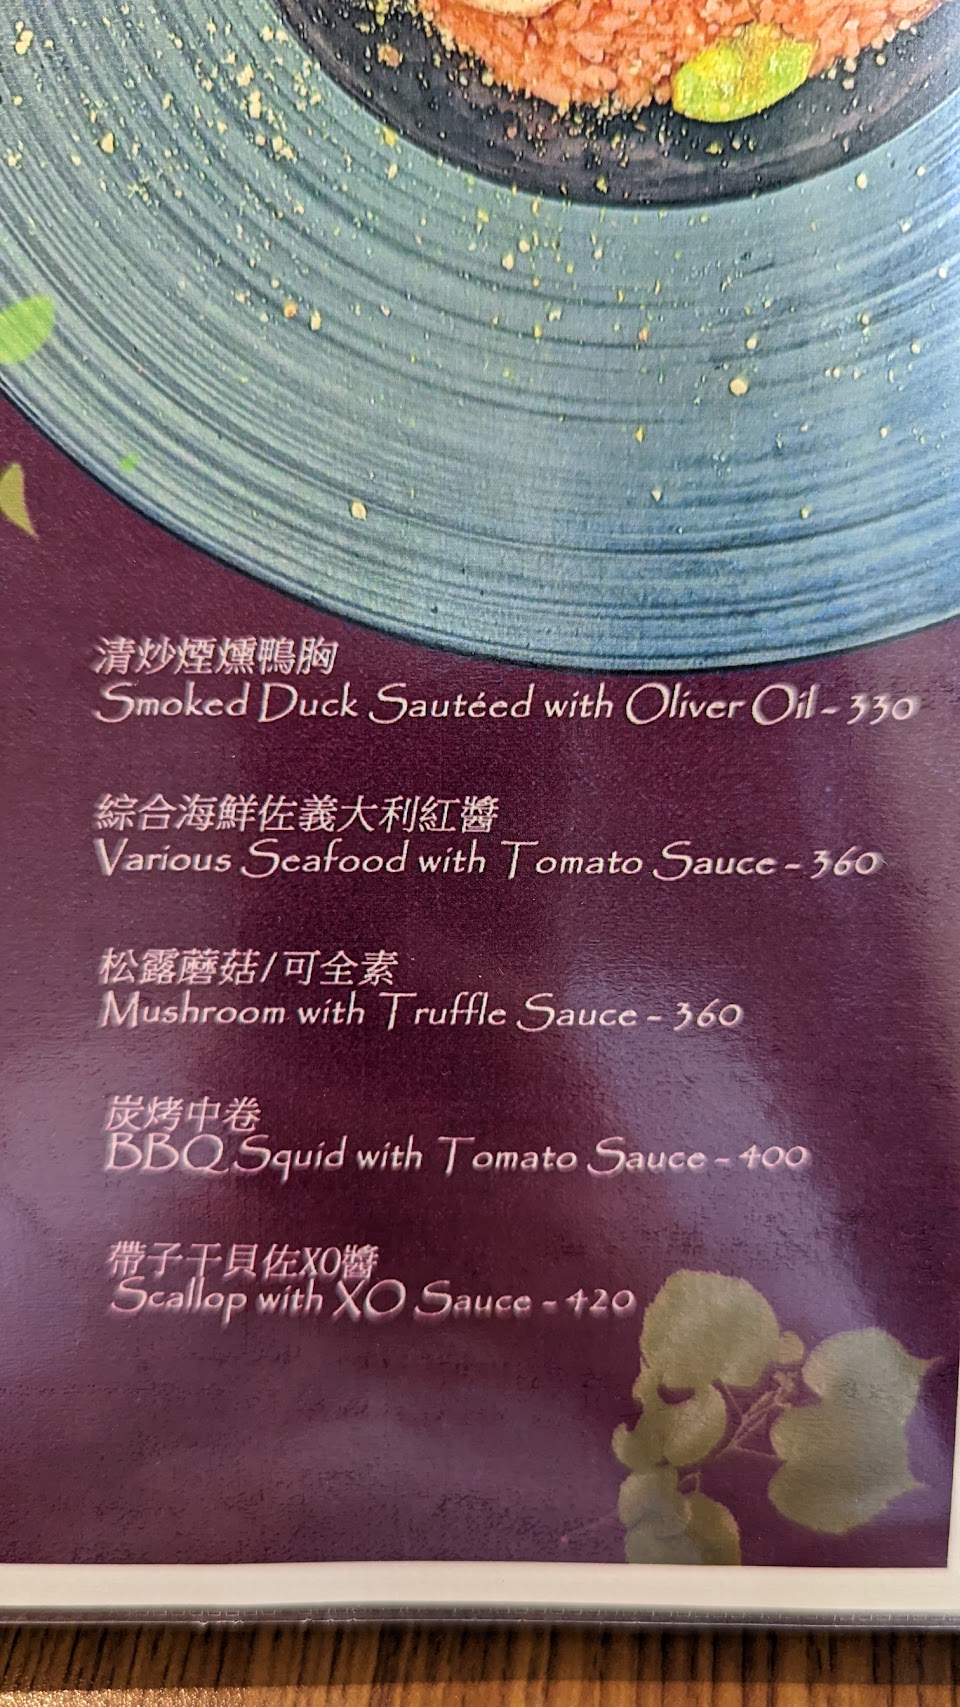 清炒煙燻鴨胸
Smoked Duck Sautéed with Oliver Oil - 330
綜合海鮮佐義大利紅醬
Various Seafood with Tomato Sauce - 360
松露蘑菇/可全素
Mushroom with Truffle Sauce - 360
炭烤中卷
BBQ Squid with Tomato Sauce - 400
帶子干貝佐XO醬
Scallop with XO Sauce - 420